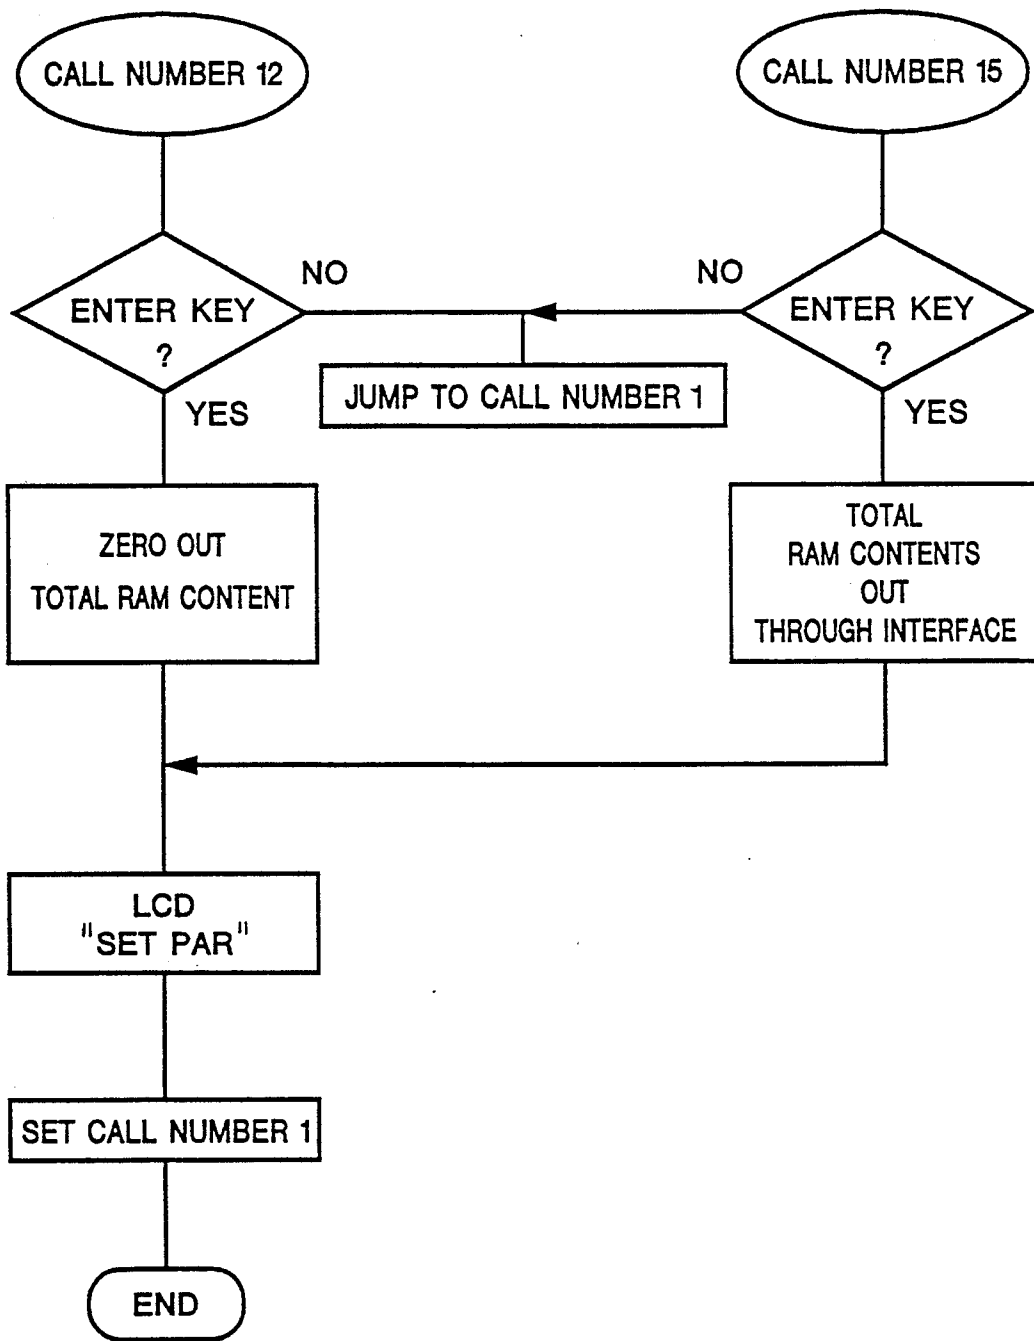 CALL NUMBER 12
CALL NUMBER 15
ENTER KEY
?
NO
YES
NO
ENTER KEY
?
YES
JUMP TO CALL NUMBER 1
ZERO OUT
TOTAL RAM CONTENT
TOTAL
RAM CONTENTS
OUT
THROUGH INTERFACE
LCD
"SET PAR"
SET CALL NUMBER 1
END